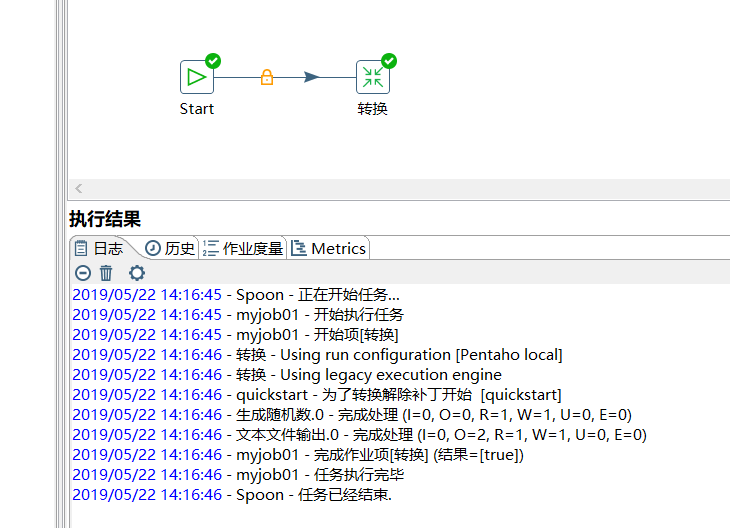 Start
转换
执行结果
日志 历史 作业度量 Metrics
2019/05/22 14:16:45 - Spoon - 正在开始任务...
2019/05/22 14:16:45 - myjob01 - 开始执行任务
2019/05/22 14:16:45 - myjob01 - 开始项[转换]
2019/05/22 14:16:46 - 转换 - Using run configuration [Pentaho local]
2019/05/22 14:16:46 - 转换 - Using legacy execution engine
2019/05/22 14:16:46 - quickstart - 为了转换解除补丁开始  [quickstart]
2019/05/22 14:16:46 - 生成随机数.0 - 完成处理 (I=0, O=0, R=1, W=1, U=0, E=0)
2019/05/22 14:16:46 - 文本文件输出.0 - 完成处理 (I=0, O=2, R=1, W=1, U=0, E=0)
2019/05/22 14:16:46 - myjob01 - 完成作业项[转换] (结果=[true])
2019/05/22 14:16:46 - myjob01 - 任务执行完毕
2019/05/22 14:16:46 - Spoon - 任务已经结束.